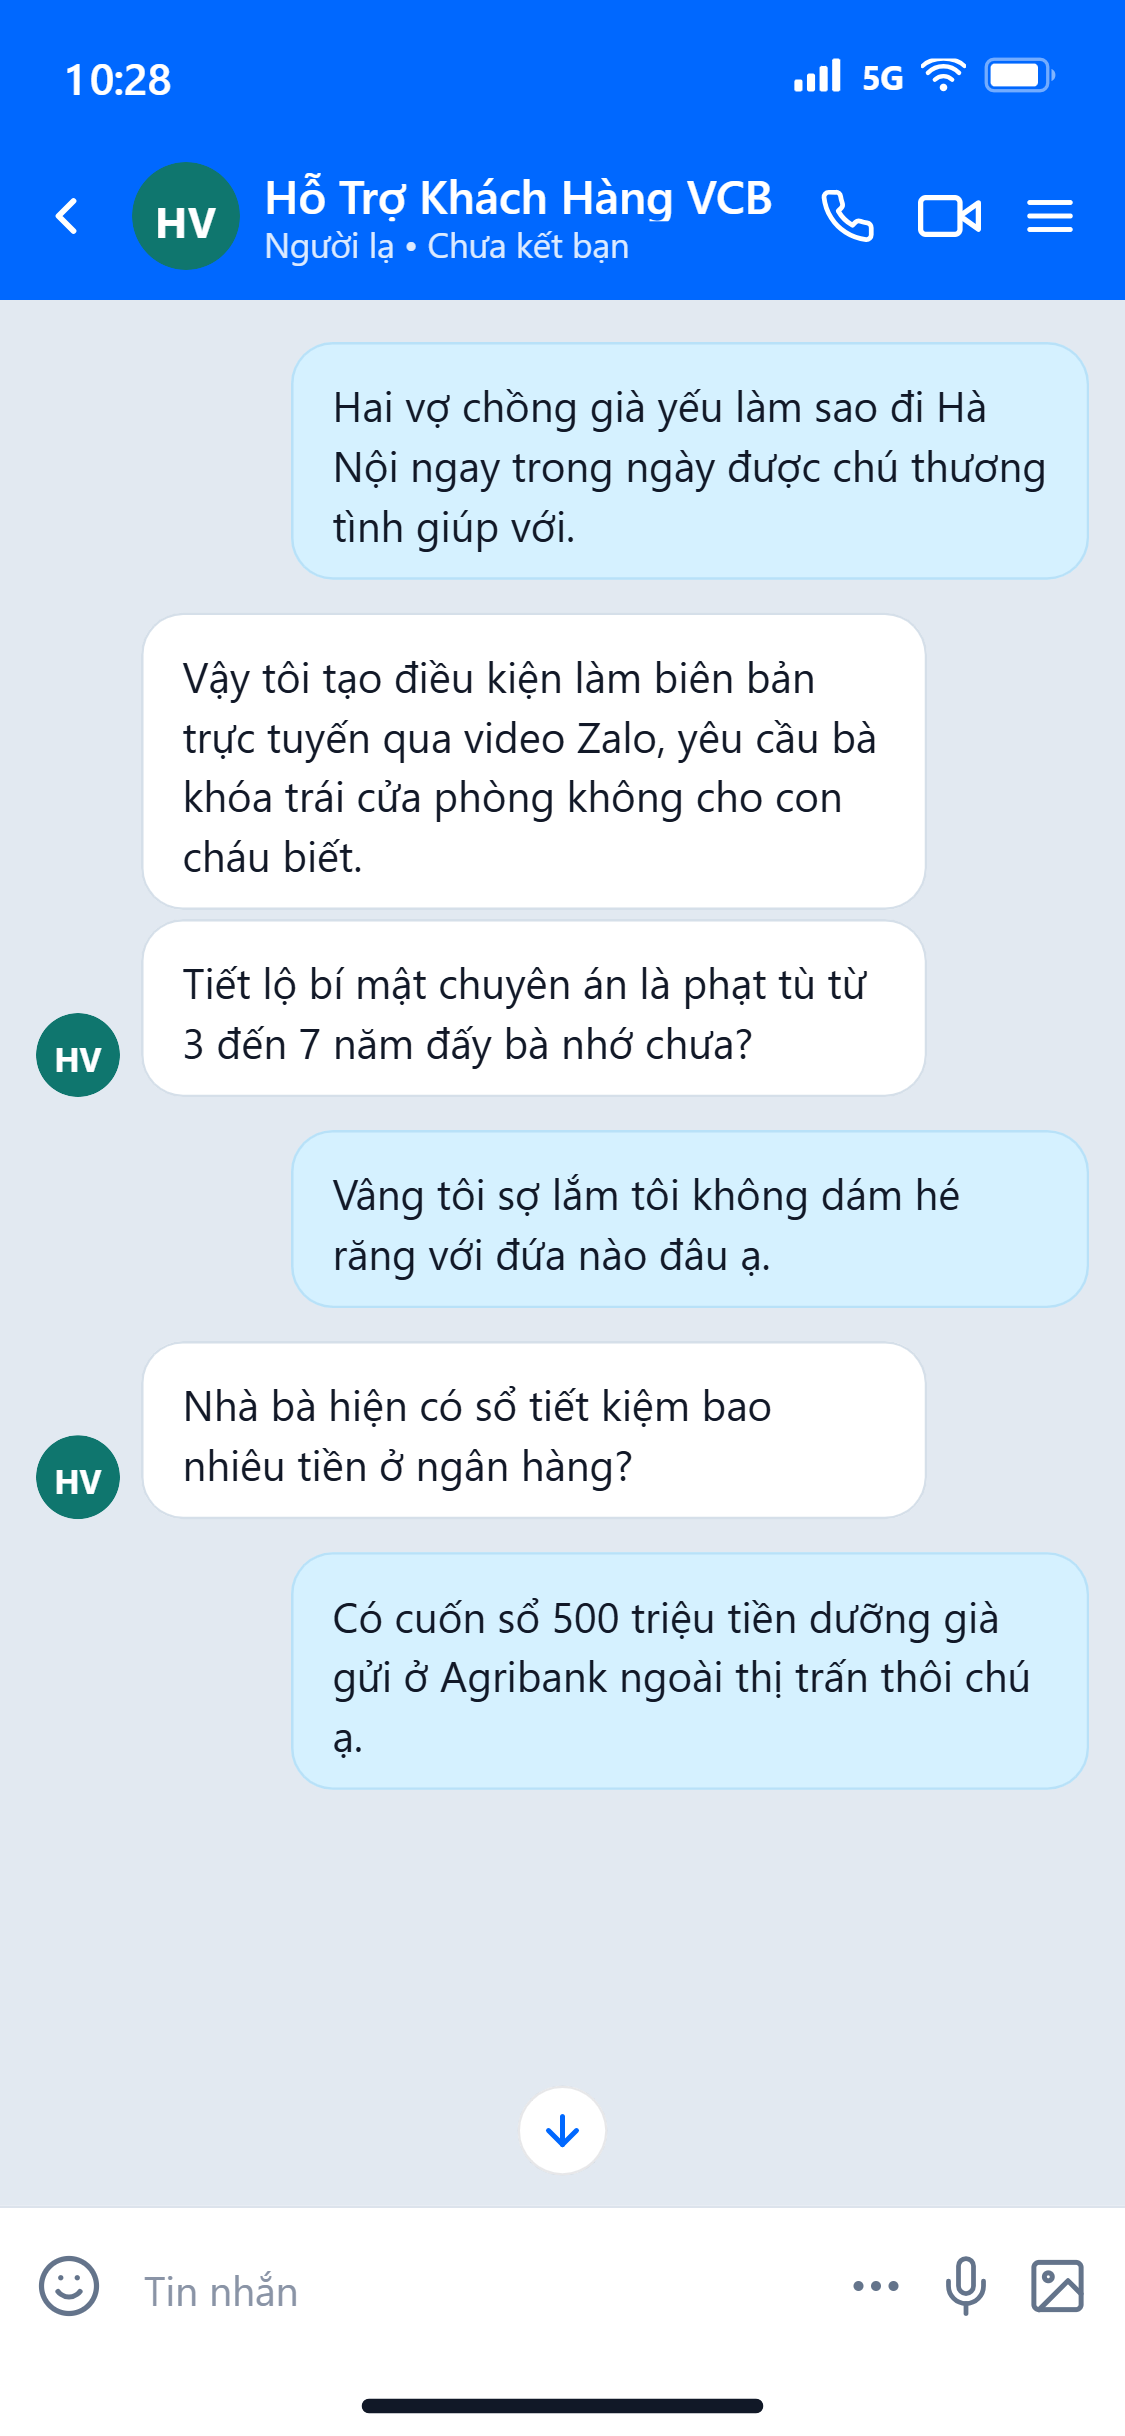 10:28
5G
HV
Hỗ Trợ Khách Hàng VCB
Người lạ • Chưa kết bạn
Hai vợ chồng già yếu làm sao đi Hà
Nội ngay trong ngày được chú thương
tình giúp với.
Vậy tôi tạo điều kiện làm biên bản
trực tuyến qua video Zalo, yêu cầu bà
khóa trái cửa phòng không cho con
cháu biết.
Tiết lộ bí mật chuyên án là phạt tù từ
3 đến 7 năm đấy bà nhớ chưa?
HV
Vâng tôi sợ lắm tôi không dám hé
răng với đứa nào đâu ạ.
Nhà bà hiện có sổ tiết kiệm bao
nhiêu tiền ở ngân hàng?
HV
Có cuốn sổ 500 triệu tiền dưỡng già
gửi ở Agribank ngoài thị trấn thôi chú
ạ.
Tin nhắn